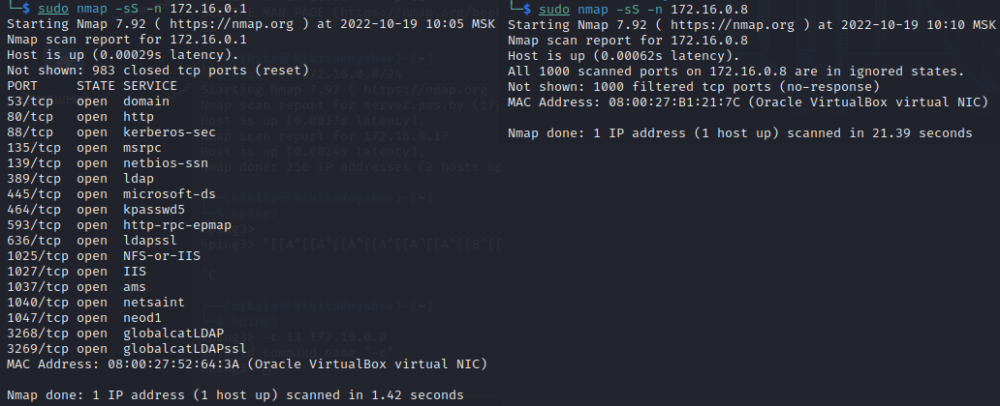 └─$ sudo nmap -sS -n 172.16.0.1
Starting Nmap 7.92 ( https://nmap.org ) at 2022-10-19 10:05 MSK
Nmap scan report for 172.16.0.1
Host is up (0.00029s latency).
Not shown: 983 closed tcp ports (reset)
PORT     STATE SERVICE
53/tcp   open  domain
80/tcp   open  http
88/tcp   open  kerberos-sec
135/tcp  open  msrpc
139/tcp  open  netbios-ssn
389/tcp  open  ldap
445/tcp  open  microsoft-ds
464/tcp  open  kpasswd5
593/tcp  open  http-rpc-epmap
636/tcp  open  ldapssl
1025/tcp open  NFS-or-IIS
1027/tcp open  IIS
1037/tcp open  ams
1040/tcp open  netsaint
1047/tcp open  neod1
3268/tcp open  globalcatLDAP
3269/tcp open  globalcatLDAPssl
MAC Address: 08:00:27:52:64:3A (Oracle VirtualBox virtual NIC)
Nmap done: 1 IP address (1 host up) scanned in 1.42 seconds
└─$ sudo nmap -sS -n 172.16.0.8
Starting Nmap 7.92 ( https://nmap.org ) at 2022-10-19 10:10 MSK
Nmap scan report for 172.16.0.8
Host is up (0.00062s latency).
All 1000 scanned ports on 172.16.0.8 are in ignored states.
Not shown: 1000 filtered tcp ports (no-response)
MAC Address: 08:00:27:B1:21:7C (Oracle VirtualBox virtual NIC)
Nmap done: 1 IP address (1 host up) scanned in 21.39 seconds